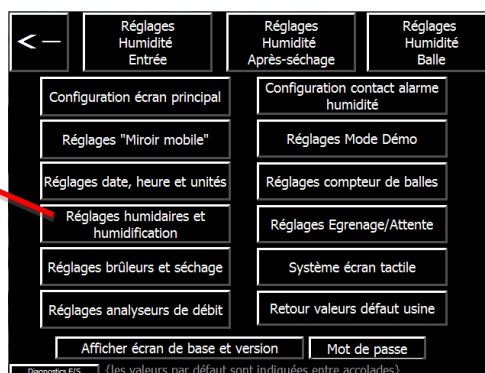 <—
Réglages
Humidité
Entrée
Réglages
Humidité
Après-séchage
Réglages
Humidité
Balle
Configuration écran principal
Configuration contact alarme
humidité
Réglages "Miroir mobile"
Réglages Mode Démo
Réglages date, heure et unités
Réglages compteur de balles
Réglages humidaires et
humidification
Réglages Egrenage/Attente
Réglages brûleurs et séchage
Système écran tactile
Réglages analyseurs de débit
Retour valeurs défaut usine
Afficher écran de base et version
Mot de passe
Diagnostics E/S
{les valeurs par défaut sont indiquées entre accolades}